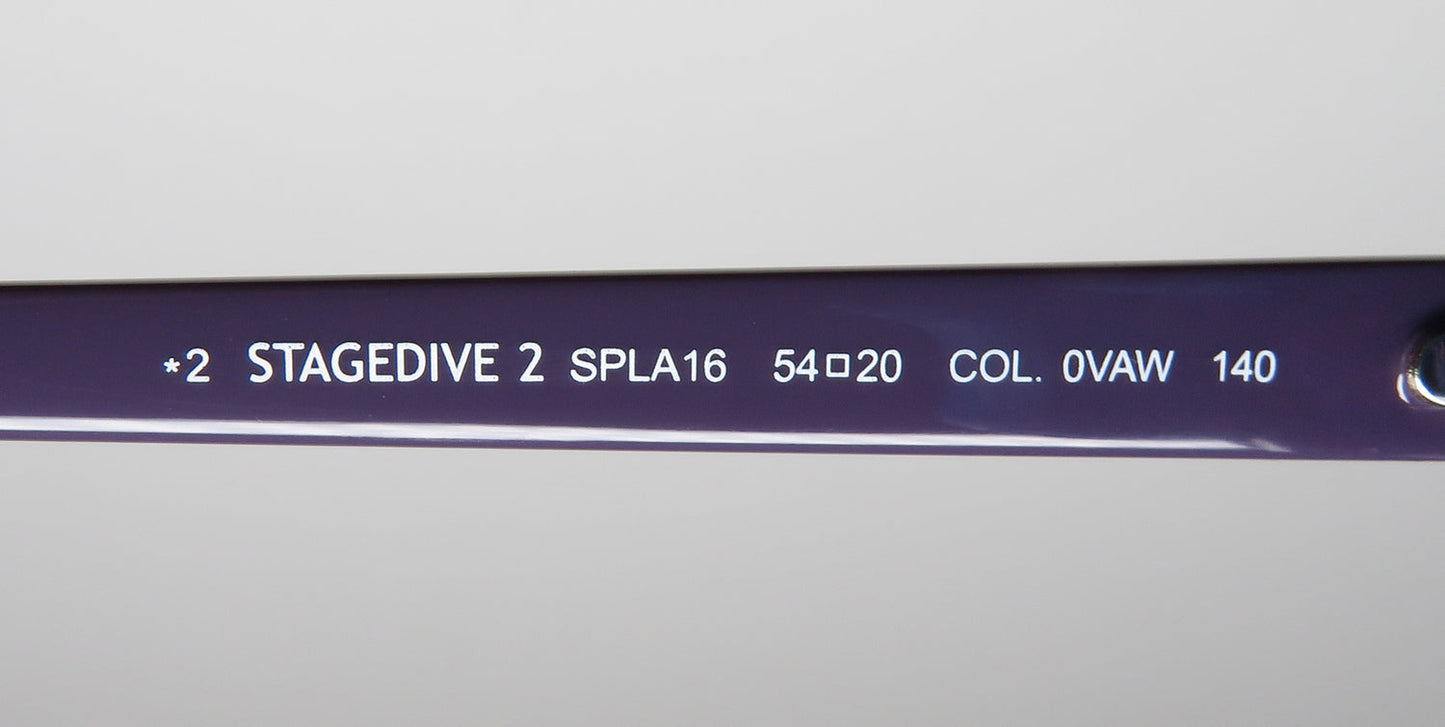 *2 STAGEDIVE 2 SPLA16 54□20 COL. 0VAW 140